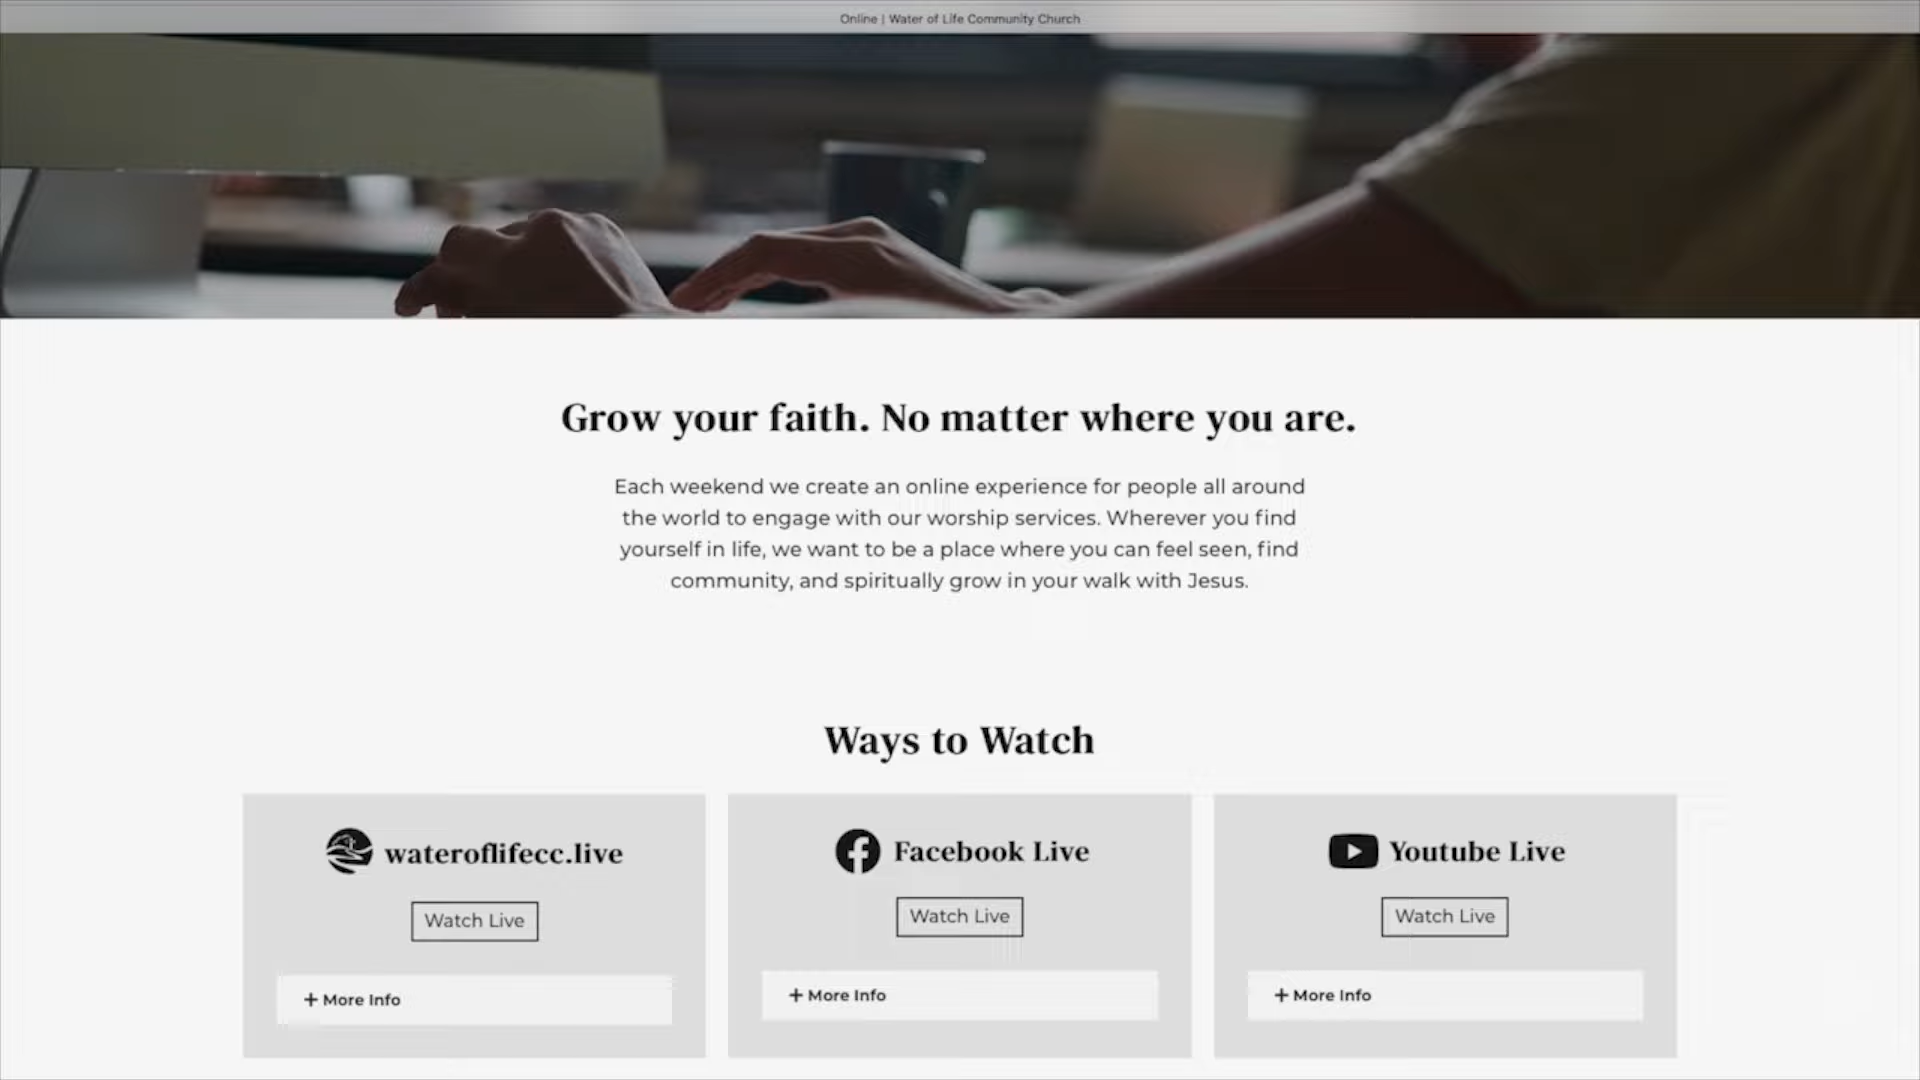 Online | Water of Life Community Church
Grow your faith. No matter where you are.
Each weekend we create an online experience for people all around
the world to engage with our worship services. Wherever you find
yourself in life, we want to be a place where you can feel seen, find
community, and spiritually grow in your walk with Jesus.
Ways to Watch
wateroflifecc.live
Watch Live
+ More Info
Facebook Live
Watch Live
+ More Info
Youtube Live
Watch Live
+ More Info